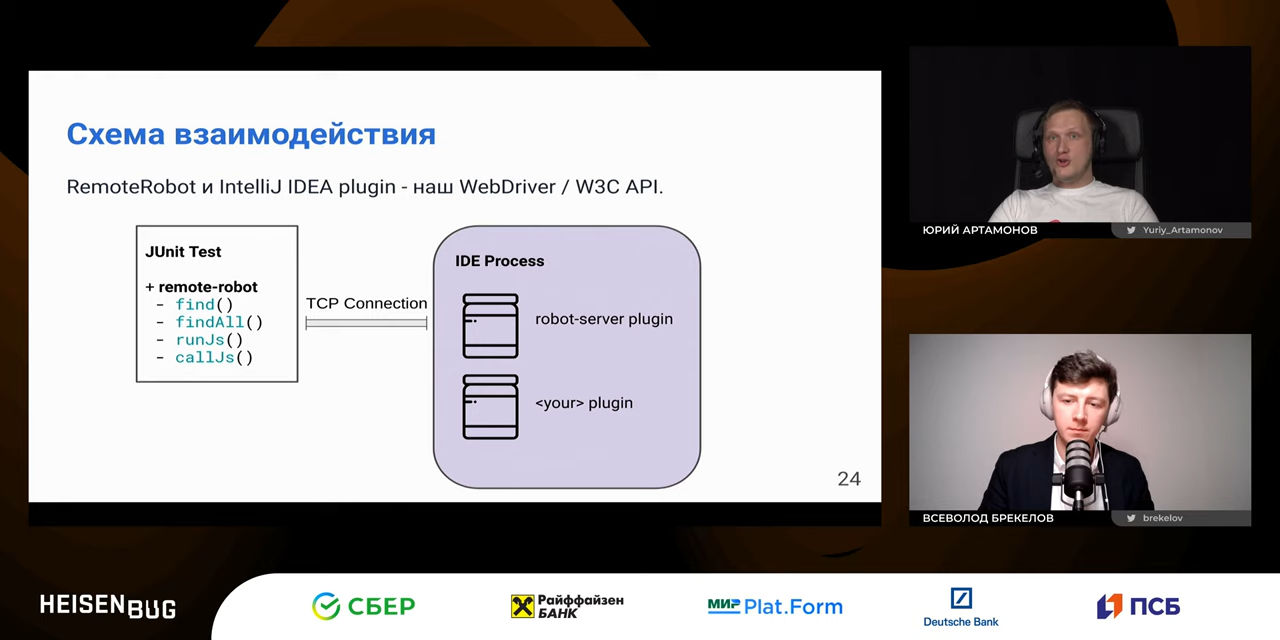 Схема взаимодействия
RemoteRobot и IntelliJ IDEA plugin - наш WebDriver / W3C API.
JUnit Test
+ remote-robot
- find()
- findAll()
- runJs()
- callJs()
TCP Connection
IDE Process
robot-server plugin
<your> plugin
24
ЮРИЙ АРТАМОНОВ
Yuriy_Artamonov
ВСЕВОЛОД БРЕКЕЛОВ
brekelov
HEISENBUG
СБЕР
Райффайзен
БАНК
МИР Plat.Form
Deutsche Bank
ПСБ